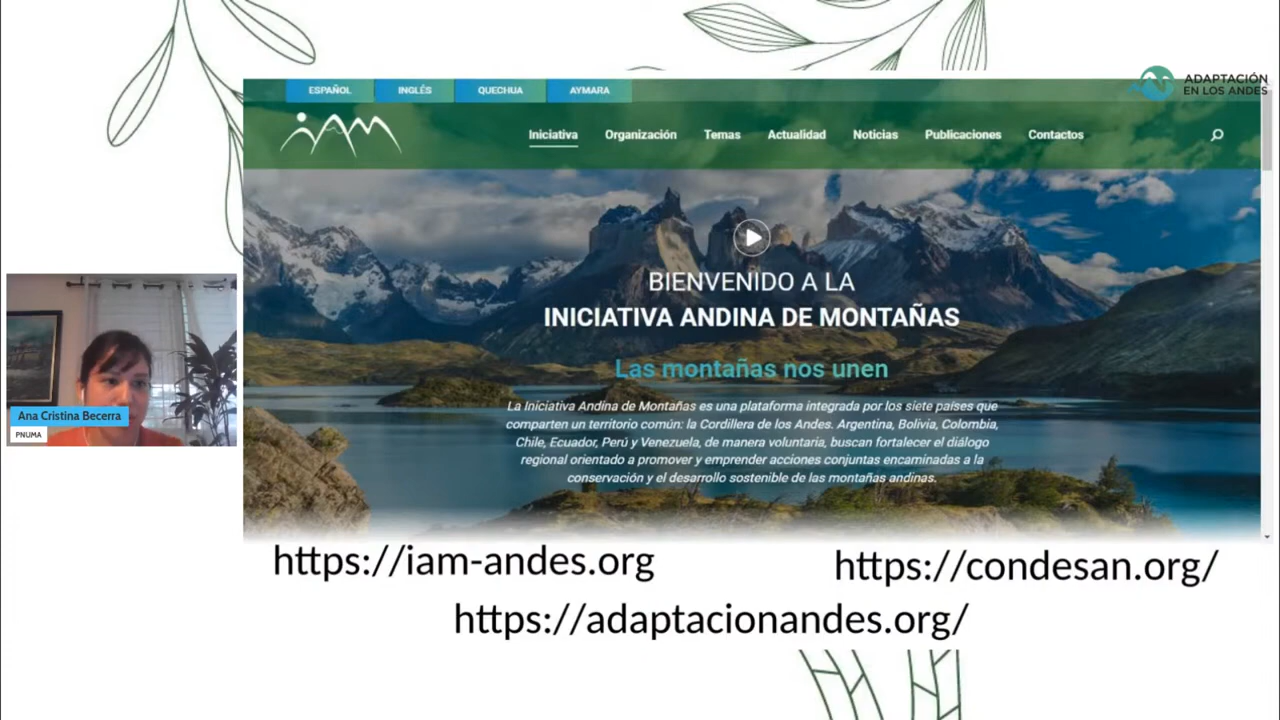 ESPAÑOL INGLÉS QUECHUA AYMARA
ADAPTACIÓN
EN LOS ANDES
Iniciativa Organización Temas Actualidad Noticias Publicaciones Contactos
BIENVENIDO A LA
INICIATIVA ANDINA DE MONTAÑAS
Las montañas nos unen
La Iniciativa Andina de Montañas es una plataforma integrada por los siete países que
comparten un territorio común: la Cordillera de los Andes. Argentina, Bolivia, Colombia,
Chile, Ecuador, Perú y Venezuela, de manera voluntaria, buscan fortalecer el diálogo
regional orientado a promover y emprender acciones conjuntas encaminadas a la
conservación y el desarrollo sostenible de las montañas andinas.
Ana Cristina Becerra
PNUMA
https://iam-andes.org
https://condesan.org/
https://adaptacionandes.org/